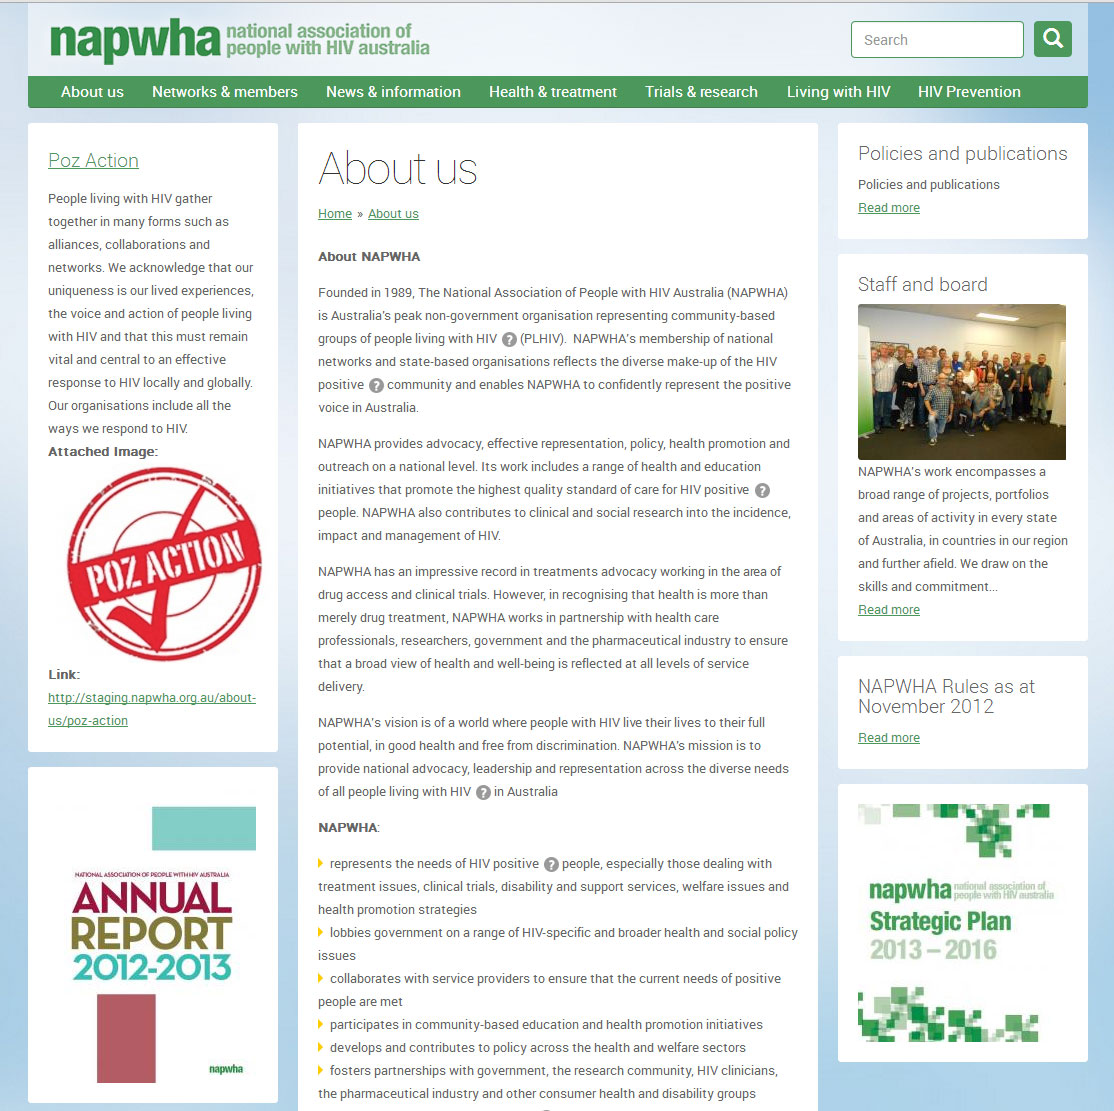 napwha national association of
people with HIV australia
Search
About us Networks & members News & information Health & treatment Trials & research Living with HIV HIV Prevention
Poz Action
People living with HIV gather
together in many forms such as
alliances, collaborations and
networks. We acknowledge that our
uniqueness is our lived experiences,
the voice and action of people living
with HIV and that this must remain
vital and central to an effective
response to HIV locally and globally.
Our organisations include all the
ways we respond to HIV.
Attached Image:
POZ ACTION
Link:
http://staging.napwha.org.au/about-
us/poz-action
NATIONAL ASSOCIATION OF PEOPLE WITH HIV AUSTRALIA
ANNUAL
REPORT
2012-2013
napwha
About us
Home » About us
About NAPWHA
Founded in 1989, The National Association of People with HIV Australia (NAPWHA)
is Australia's peak non-government organisation representing community-based
groups of people living with HIV ? (PLHIV). NAPWHA's membership of national
networks and state-based organisations reflects the diverse make-up of the HIV
positive ? community and enables NAPWHA to confidently represent the positive
voice in Australia.
NAPWHA provides advocacy, effective representation, policy, health promotion and
outreach on a national level. Its work includes a range of health and education
initiatives that promote the highest quality standard of care for HIV positive ?
people. NAPWHA also contributes to clinical and social research into the incidence,
impact and management of HIV.
NAPWHA has an impressive record in treatments advocacy working in the area of
drug access and clinical trials. However, in recognising that health is more than
merely drug treatment, NAPWHA works in partnership with health care
professionals, researchers, government and the pharmaceutical industry to ensure
that a broad view of health and well-being is reflected at all levels of service
delivery.
NAPWHA's vision is of a world where people with HIV live their lives to their full
potential, in good health and free from discrimination. NAPWHA's mission is to
provide national advocacy, leadership and representation across the diverse needs
of all people living with HIV ? in Australia
NAPWHA:
represents the needs of HIV positive ? people, especially those dealing with
treatment issues, clinical trials, disability and support services, welfare issues and
health promotion strategies
lobbies government on a range of HIV-specific and broader health and social policy
issues
collaborates with service providers to ensure that the current needs of positive
people are met
participates in community-based education and health promotion initiatives
develops and contributes to policy across the health and welfare sectors
fosters partnerships with government, the research community, HIV clinicians,
the pharmaceutical industry and other consumer health and disability groups
Policies and publications
Policies and publications
Read more
Staff and board
NAPWHA's work encompasses a
broad range of projects, portfolios
and areas of activity in every state
of Australia, in countries in our region
and further afield. We draw on the
skills and commitment...
Read more
NAPWHA Rules as at
November 2012
Read more
napwha national association of
people with HIV australia
Strategic Plan
2013 – 2016